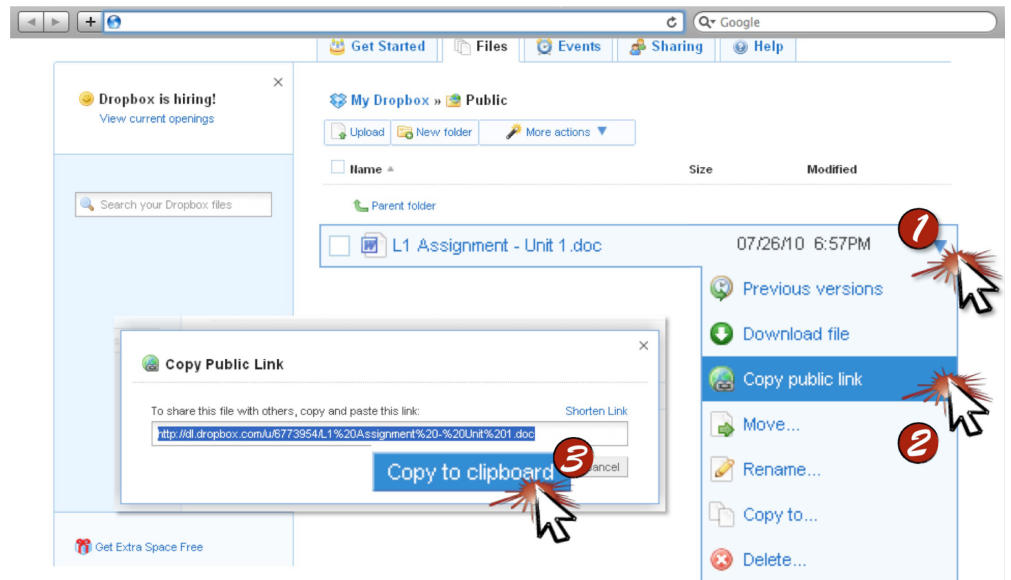 Google
Get Started Files Events Sharing Help
Dropbox is hiring!
View current openings
My Dropbox » Public
Upload New folder More actions
Name Size Modified
Search your Dropbox files
Parent folder
1
L1 Assignment - Unit 1.doc 07/26/10 6:57PM
Previous versions
Download file
Copy public link
Move...
2
Rename...
Copy to...
Delete...
Copy Public Link
To share this file with others, copy and paste this link: Shorten Link
http://dl.dropbox.com/u/6773954/L1%20Assignment%20-%20Unit%201.doc
3
Copy to clipboard
Get Extra Space Free